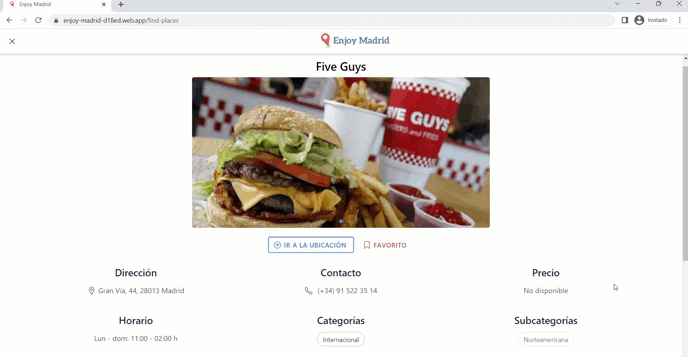 Enjoy Madrid
enjoy-madrid-d18ed.web.app/find-places
Invitado
Enjoy Madrid
Five Guys
FIVE GUYS
BURGERS and FRIES
IR A LA UBICACIÓN
FAVORITO
Dirección
Contacto
Precio
Gran Vía, 44, 28013 Madrid
(+34) 91 522 35 14
No disponible
Horario
Categorías
Subcategorías
Lun - dom: 11:00 - 02:00 h
Internacional
Norteamericana